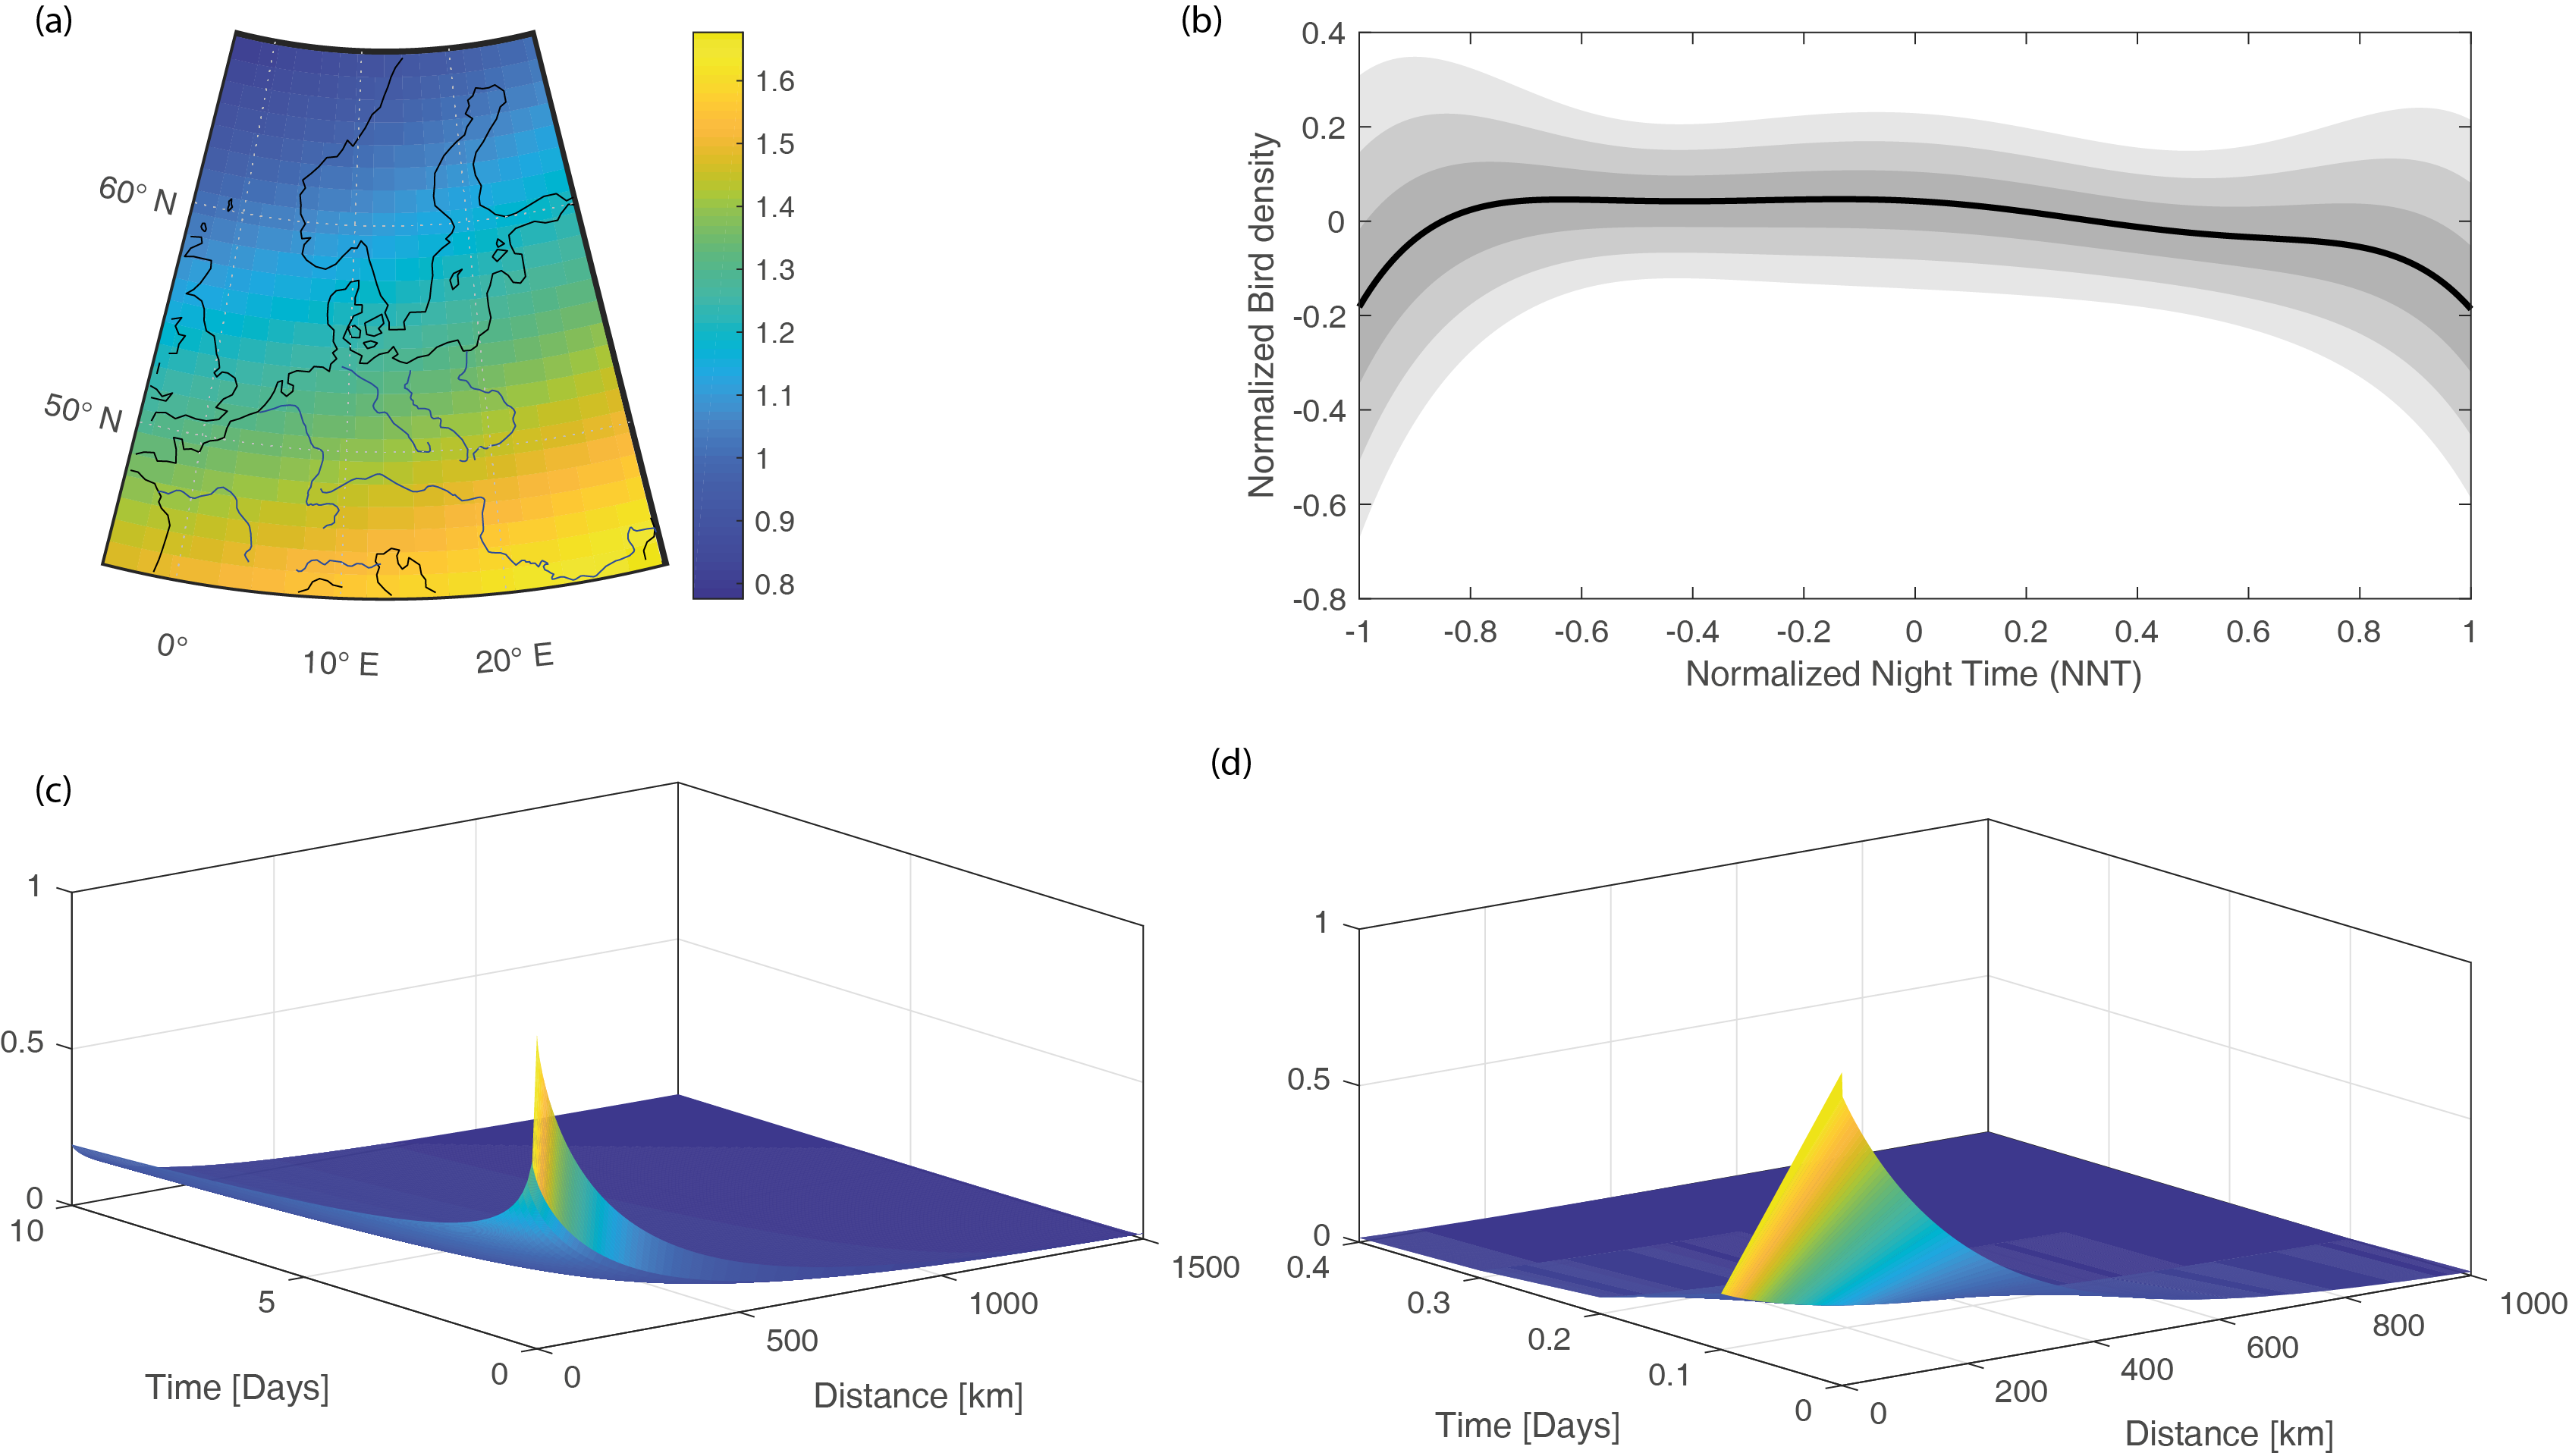 (a)
60° N
50° N
0°
10° E
20° E
1.6
1.5
1.4
1.3
1.2
1.1
1
0.9
0.8
(b)
Normalized Bird density
0.4
0.2
0
-0.2
-0.4
-0.6
-0.8
-1 -0.8 -0.6 -0.4 -0.2 0 0.2 0.4 0.6 0.8 1
Normalized Night Time (NNT)
(c)
1
0.5
0
10
5
0
Time [Days]
0
500
1000
1500
Distance [km]
(d)
1
0.5
0
0.4
0.3
0.2
0.1
0
Time [Days]
0
200
400
600
800
1000
Distance [km]